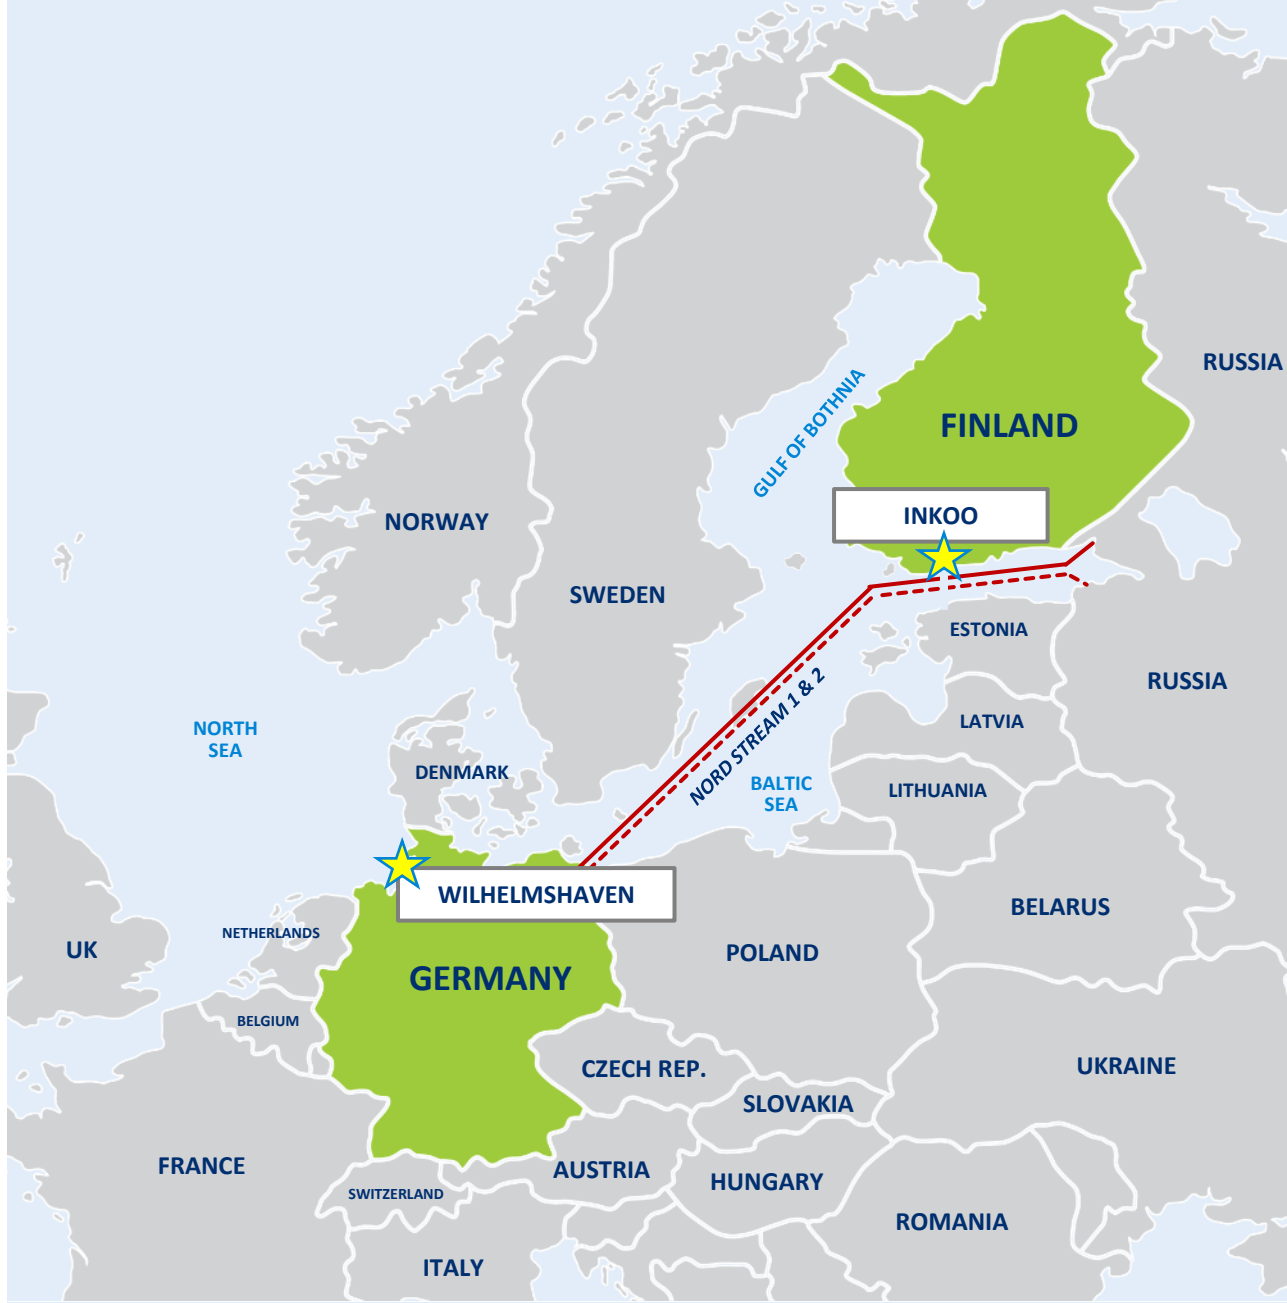 RUSSIA
GULF OF BOTHNIA
FINLAND
INKOO
NORWAY
SWEDEN
ESTONIA
RUSSIA
NORD STREAM 1 & 2
LATVIA
NORTH
SEA
DENMARK
BALTIC
SEA
LITHUANIA
WILHELMSHAVEN
BELARUS
NETHERLANDS
UK
POLAND
GERMANY
BELGIUM
CZECH REP.
UKRAINE
SLOVAKIA
FRANCE
AUSTRIA
HUNGARY
SWITZERLAND
ROMANIA
ITALY